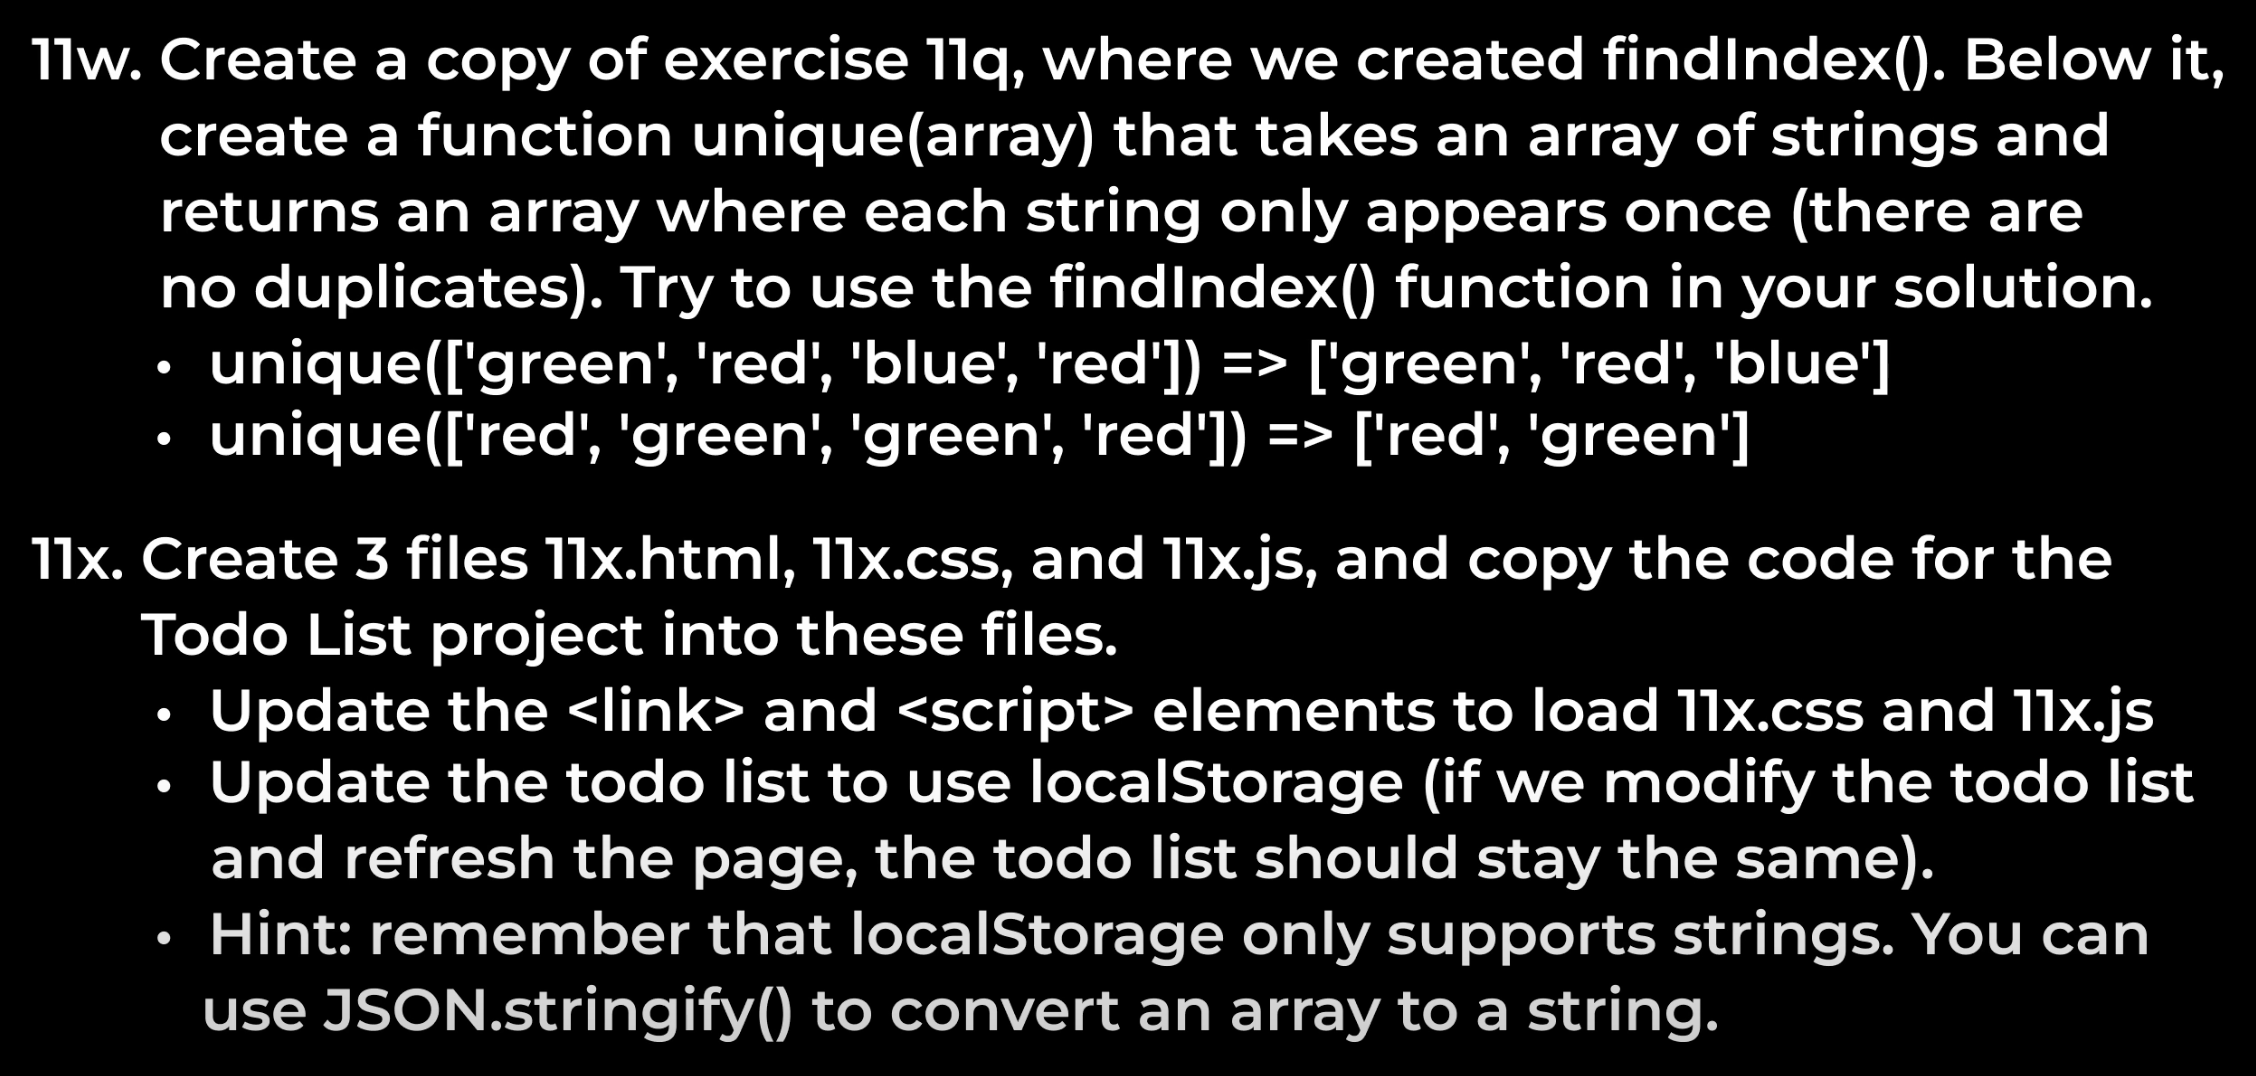 11w. Create a copy of exercise 11q, where we created findIndex(). Below it,
create a function unique(array) that takes an array of strings and
returns an array where each string only appears once (there are
no duplicates). Try to use the findIndex() function in your solution.
• unique(['green', 'red', 'blue', 'red']) => ['green', 'red', 'blue']
• unique(['red', 'green', 'green', 'red']) => ['red', 'green']
11x. Create 3 files 11x.html, 11x.css, and 11x.js, and copy the code for the
Todo List project into these files.
• Update the <link> and <script> elements to load 11x.css and 11x.js
• Update the todo list to use localStorage (if we modify the todo list
and refresh the page, the todo list should stay the same).
• Hint: remember that localStorage only supports strings. You can
use JSON.stringify() to convert an array to a string.